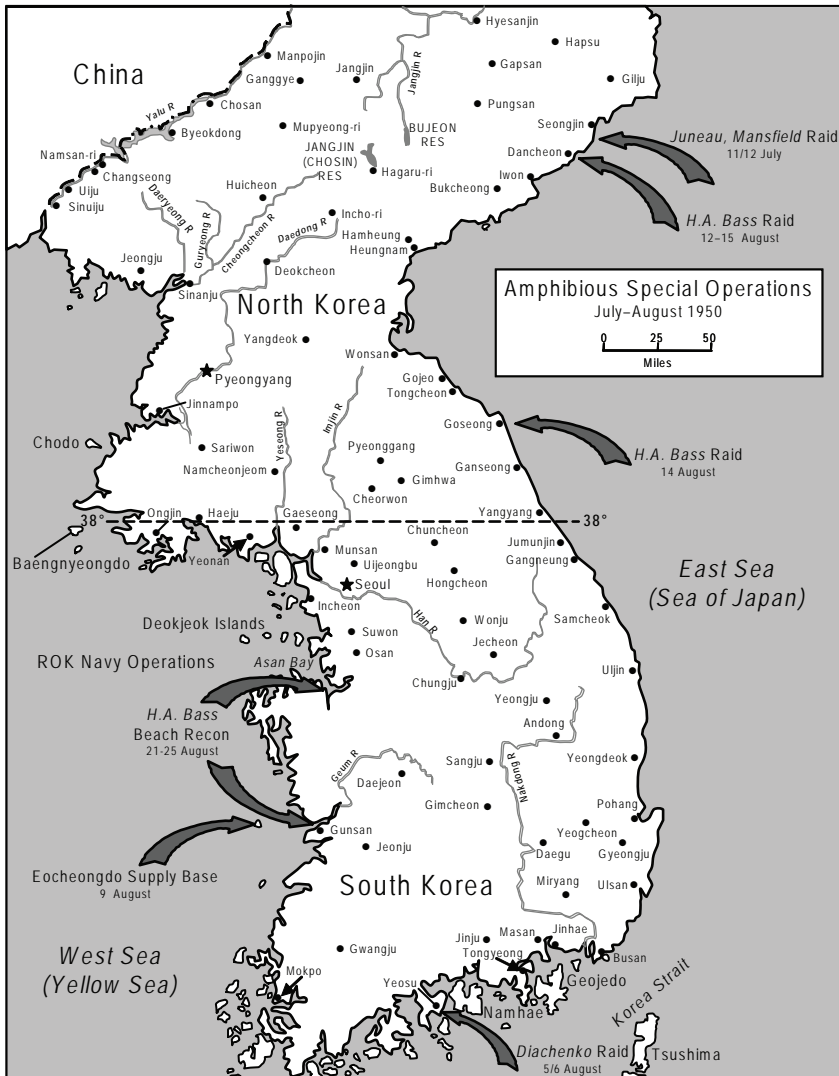 Hyesanjin
Hapsu
China
Manpojin
Ganggye
Jangjin
Jangjin R
Gapsan
Gilju
Yalu R
Chosan
Pungsan
Byeokdong
Mupyeong-ri
BUJEON
RES
Seongjin
Juneau, Mansfield Raid
11/12 July
Namsan-ri
JANGJIN
(CHOSIN)
RES
Dancheon
Changseong
Hagaru-ri
Iwon
Uiju
Daeryeong R
Huicheon
Bukcheong
Sinuiju
Guryeong R
Cheongcheon R
Incho-ri
H.A. Bass Raid
12–15 August
Daedong R
Hamheung
Heungnam
Jeongju
Deokcheon
Sinanju
Amphibious Special Operations
July–August 1950
0 25 50
Miles
North Korea
Yangdeok
Wonsan
Pyeongyang
Gojeo
Tongcheon
Jinnampo
Imjin R
Yeseong R
Goseong
Chodo
Sariwon
Pyeonggang
H.A. Bass Raid
14 August
Namcheonjeom
Gimhwa
Ganseong
Cheorwon
Ongjin
Haeju
Gaeseong
Yangyang
38°
38°
Baengnyeongdo
Yeonan
Munsan
Chuncheon
Jumunjin
Uijeongbu
Gangneung
Seoul
Hongcheon
East Sea
(Sea of Japan)
Incheon
Han R
Wonju
Samcheok
Deokjeok Islands
Suwon
Osan
Jecheon
ROK Navy Operations
Asan Bay
Chungju
Uljin
Yeongju
H.A. Bass
Beach Recon
21-25 August
Andong
Geum R
Daejeon
Sangju
Nakdong R
Yeongdeok
Gimcheon
Pohang
Gunsan
Yeogcheon
Jeonju
Daegu
Gyeongju
Eocheongdo Supply Base
9 August
South Korea
Miryang
Ulsan
West Sea
(Yellow Sea)
Gwangju
Jinju
Masan
Jinhae
Tongyeong
Busan
Mokpo
Geojedo
Yeosu
Namhae
Korea Strait
Diachenko Raid
5/6 August
Tsushima